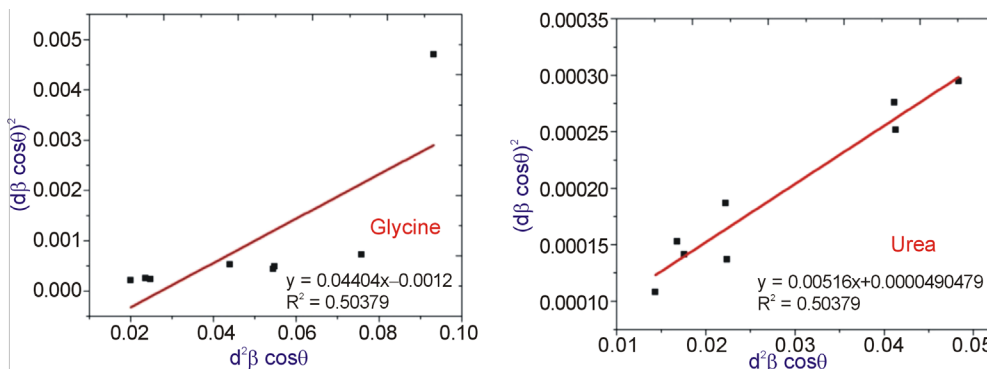 0.005
0.003
0.002
0.001
0.000
(dβ cosθ)²
Glycine
y = 0.04404x–0.0012
R² = 0.50379
0.02 0.04 0.06 0.08 0.10
d²β cosθ
0.00035
0.00030
0.00025
0.00020
0.00015
0.00010
(dβ cosθ)²
Urea
y = 0.00516x+0.0000490479
R² = 0.50379
0.01 0.02 0.03 0.04 0.05
d²β cosθ